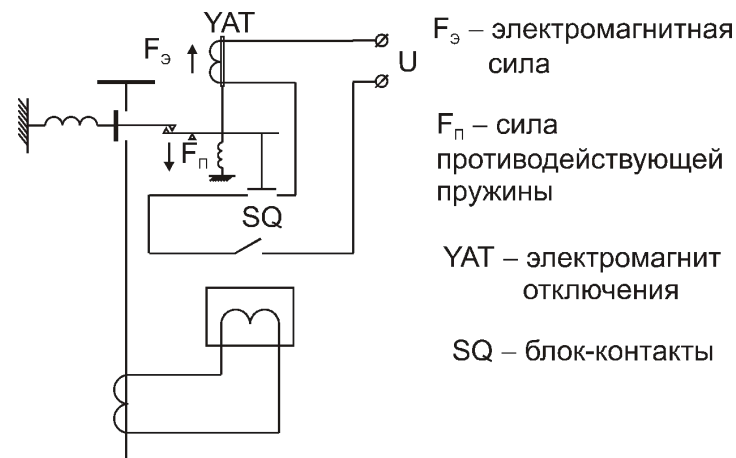 YAT
Fэ
U
Fп
SQ
Fэ – электромагнитная
сила
Fп – сила
противодействующей
пружины
YAT – электромагнит
отключения
SQ – блок-контакты